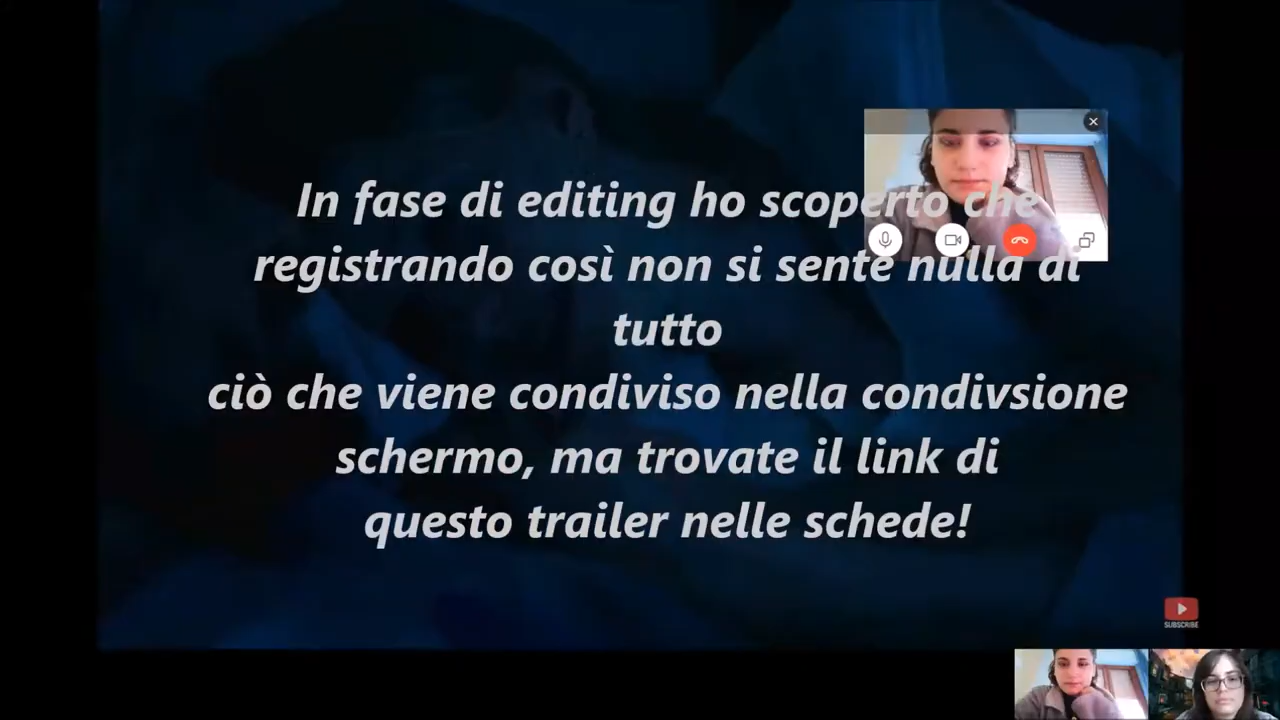 In fase di editing ho scoperto che
registrando così non si sente nulla di
tutto
ciò che viene condiviso nella condivsione
schermo, ma trovate il link di
questo trailer nelle schede!
SUBSCRIBE